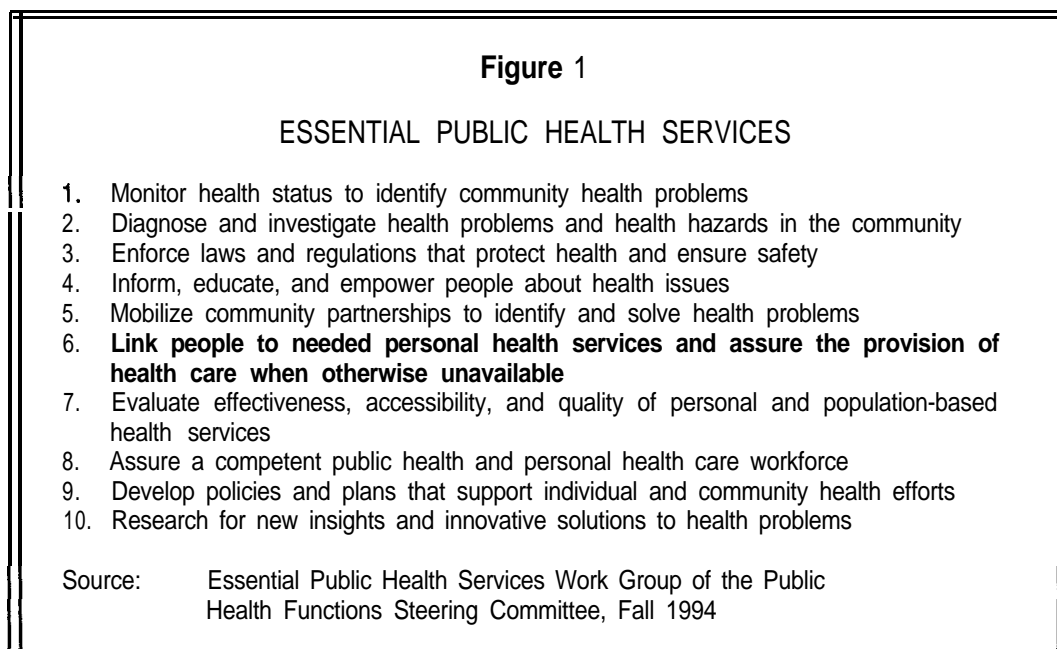 Figure 1
ESSENTIAL PUBLIC HEALTH SERVICES
1. Monitor health status to identify community health problems
2. Diagnose and investigate health problems and health hazards in the community
3. Enforce laws and regulations that protect health and ensure safety
4. Inform, educate, and empower people about health issues
5. Mobilize community partnerships to identify and solve health problems
6. Link people to needed personal health services and assure the provision of
health care when otherwise unavailable
7. Evaluate effectiveness, accessibility, and quality of personal and population-based
health services
8. Assure a competent public health and personal health care workforce
9. Develop policies and plans that support individual and community health efforts
10. Research for new insights and innovative solutions to health problems
Source: Essential Public Health Services Work Group of the Public
Health Functions Steering Committee, Fall 1994